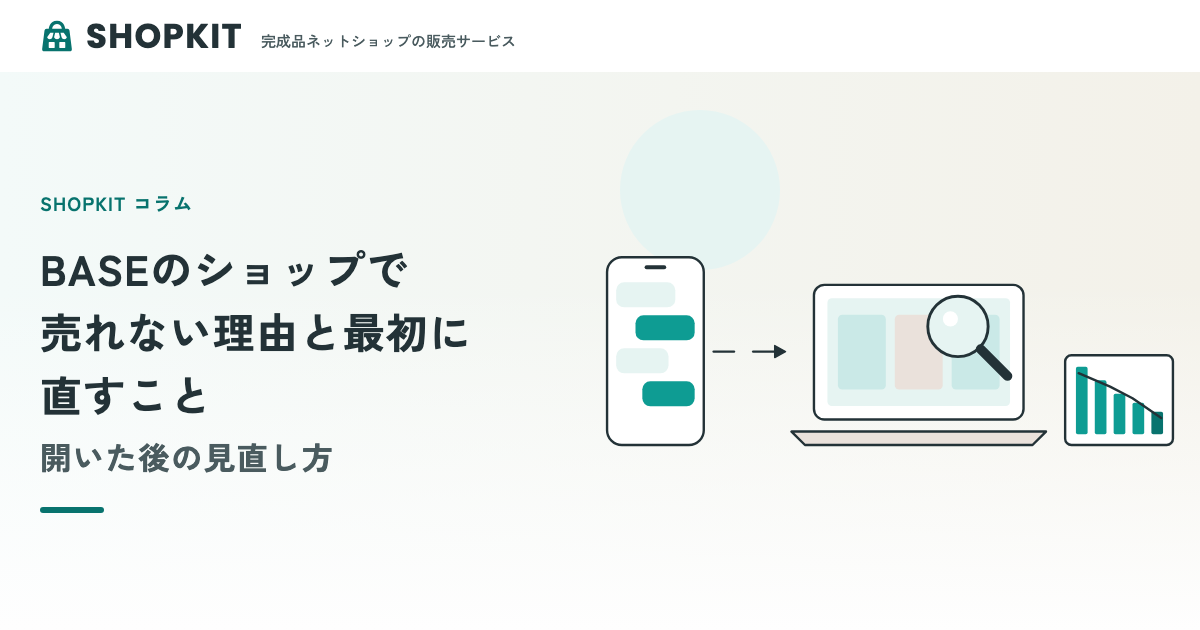 SHOPKIT 完成品ネットショップの販売サービス
SHOPKIT コラム
BASEのショップで
売れない理由と最初に
直すこと
開いた後の見直し方